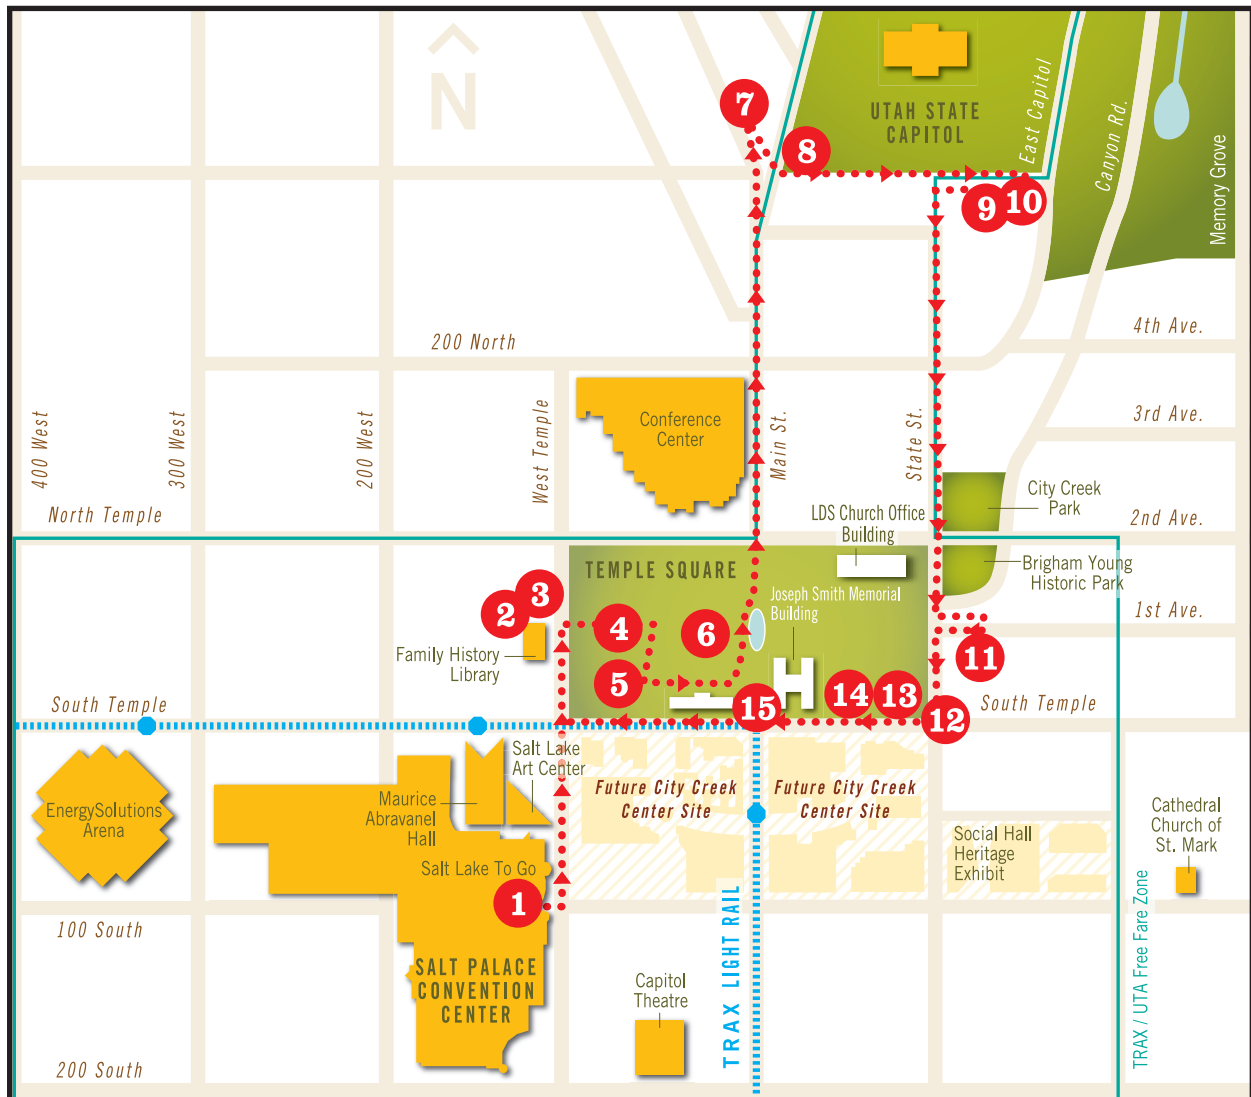 N
7
8
UTAH STATE
CAPITOL
East Capitol
Canyon Rd.
Memory Grove
9
10
4th Ave.
200 North
3rd Ave.
Conference
Center
400 West
300 West
200 West
West Temple
Main St.
State St.
City Creek
Park
North Temple
LDS Church Office
Building
2nd Ave.
TEMPLE SQUARE
Brigham Young
Historic Park
Joseph Smith Memorial
Building
1st Ave.
2
3
4
6
11
Family History
Library
5
14
13
15
12
South Temple
South Temple
Salt Lake
Art Center
EnergySolutions
Arena
Maurice
Abravanel
Hall
Future City Creek
Center Site
Future City Creek
Center Site
Cathedral
Church of
St. Mark
Social Hall
Heritage
Exhibit
Salt Lake To Go
1
100 South
SALT PALACE
CONVENTION
CENTER
Capitol
Theatre
TRAX LIGHT RAIL
TRAX / UTA Free Fare Zone
200 South